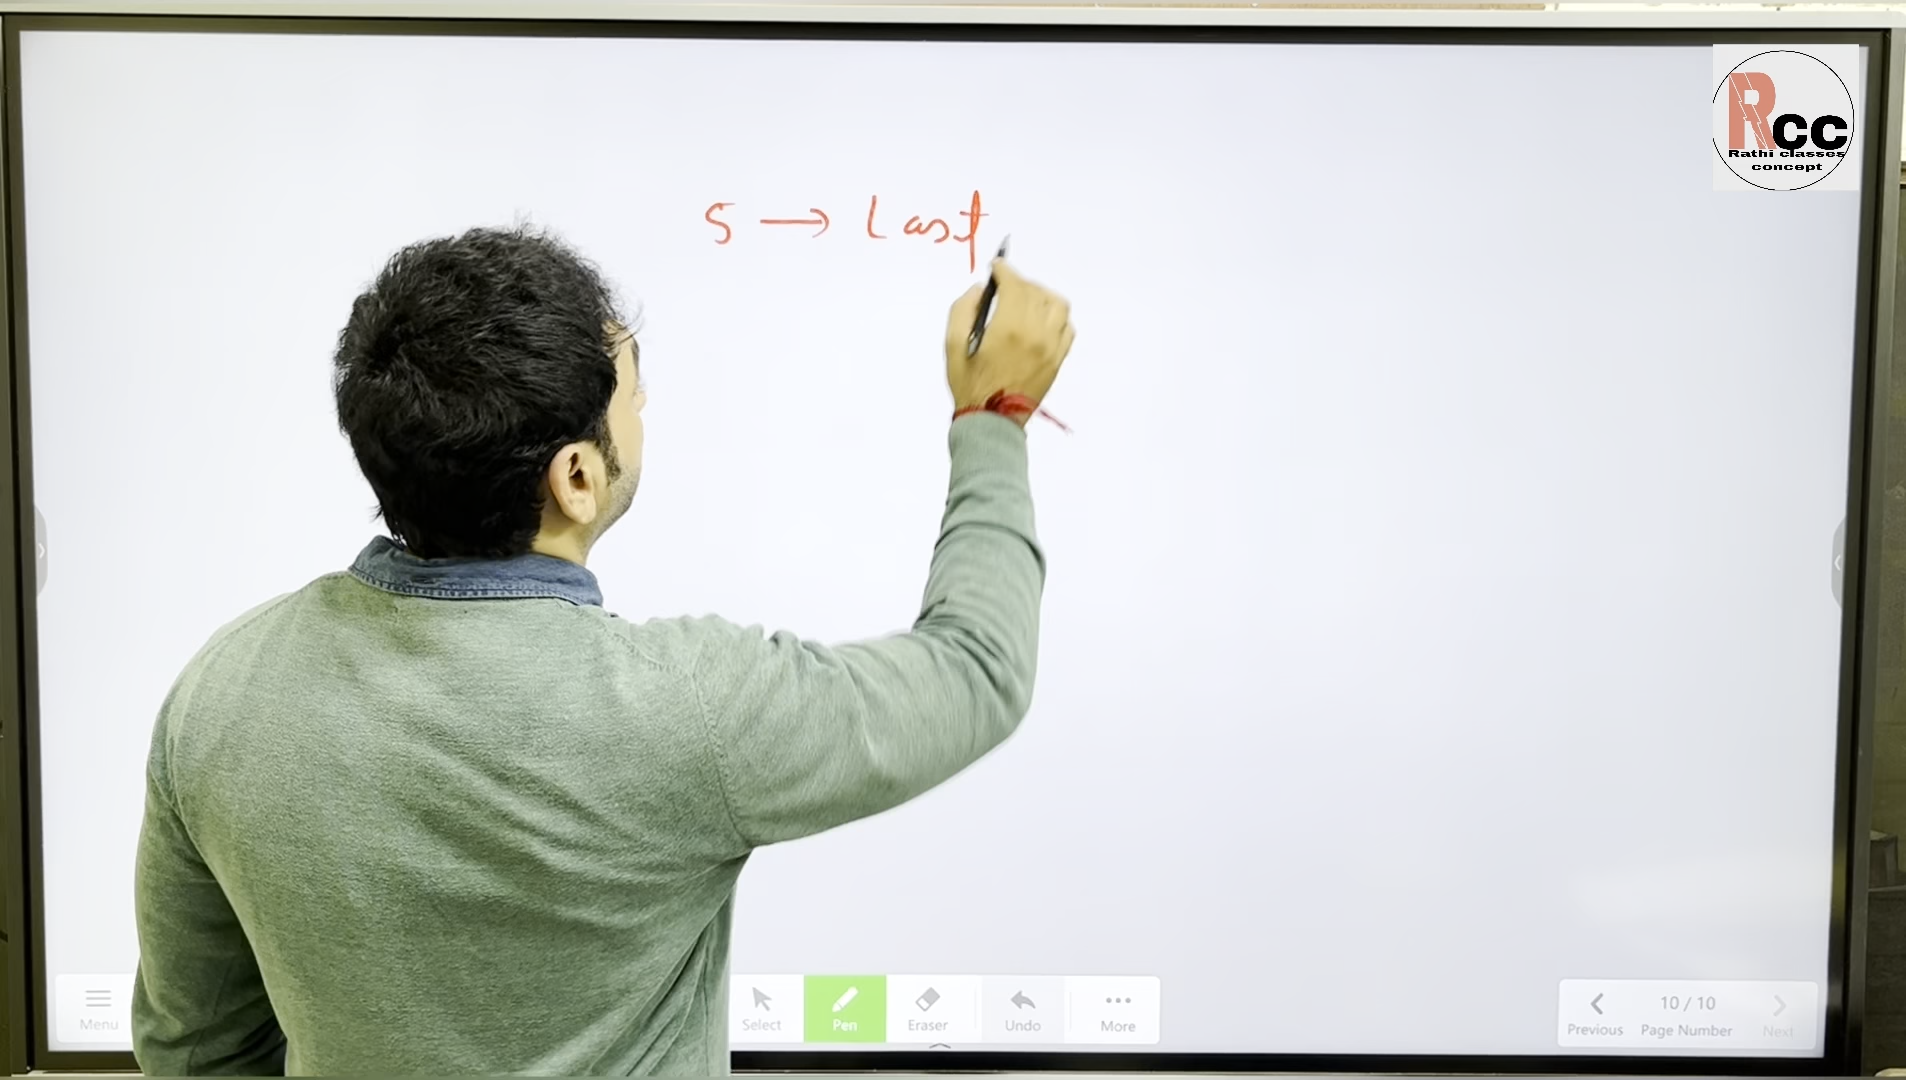 Rcc
Rathi classes
concept
5 → Last
Menu
Select
Pen
Eraser
Undo
More
10 / 10
Previous
Page Number
Next